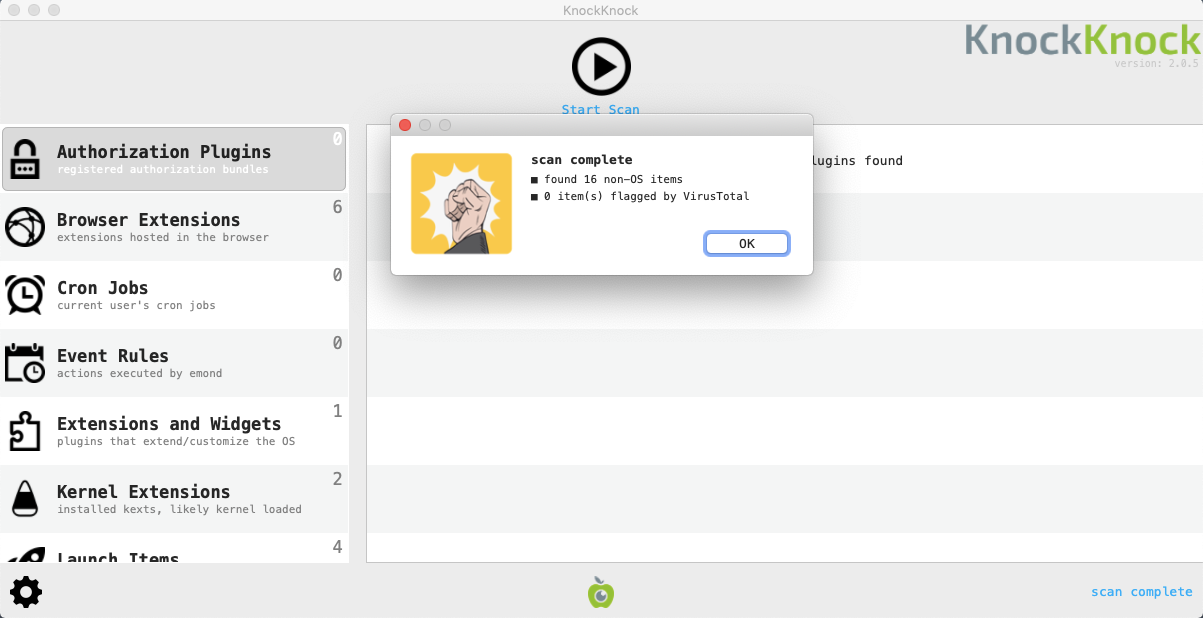 KnockKnock
KnockKnock
version: 2.0.5
Start Scan
Authorization Plugins
0
registered authorization bundles
Browser Extensions
6
extensions hosted in the browser
Cron Jobs
0
current user's cron jobs
Event Rules
0
actions executed by emond
Extensions and Widgets
1
plugins that extend/customize the OS
Kernel Extensions
2
installed kexts, likely kernel loaded
Launch Items
4
scan complete
■ found 16 non-OS items
■ 0 item(s) flagged by VirusTotal
OK
lugins found
scan complete